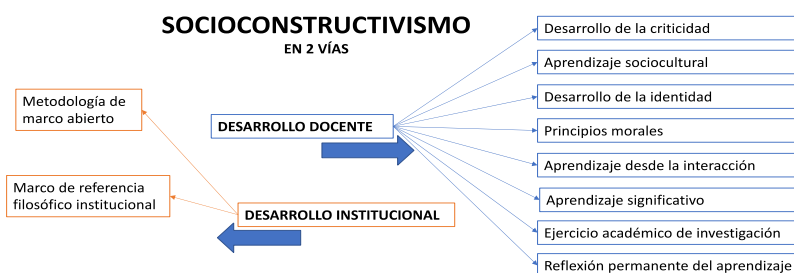 SOCIOCONSTRUCTIVISMO
EN 2 VÍAS
Metodología de
marco abierto
Marco de referencia
filosófico institucional
DESARROLLO DOCENTE
DESARROLLO INSTITUCIONAL
Desarrollo de la criticidad
Aprendizaje sociocultural
Desarrollo de la identidad
Principios morales
Aprendizaje desde la interacción
Aprendizaje significativo
Ejercicio académico de investigación
Reflexión permanente del aprendizaje